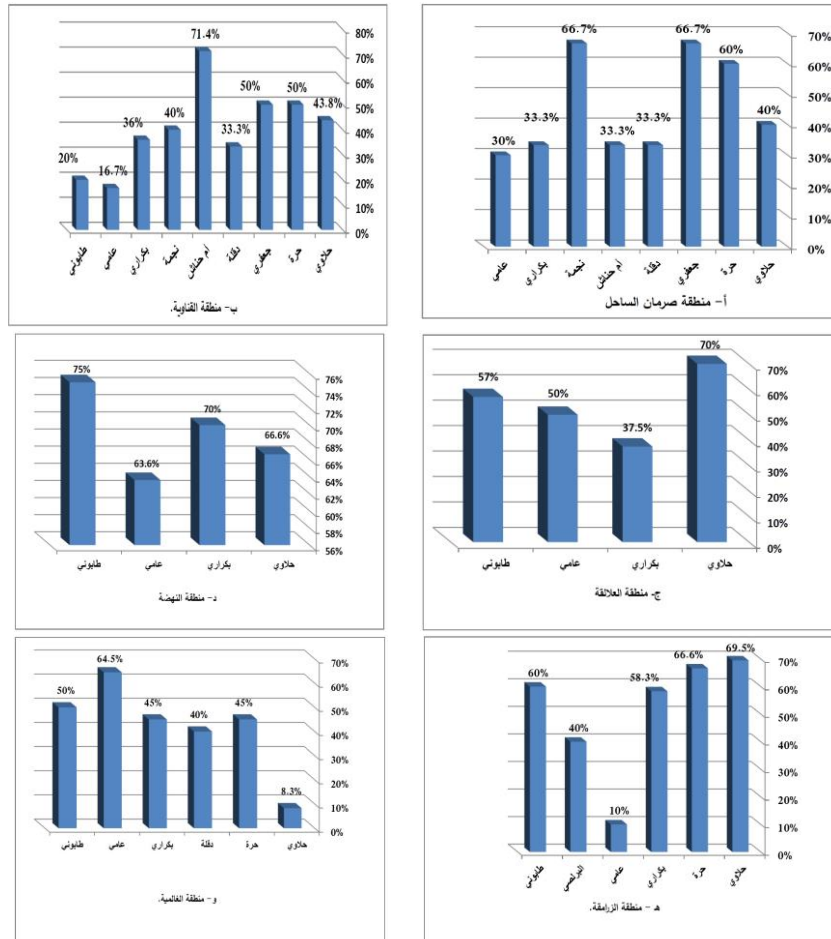 66.7% 66.7% 60% 40% 33.3% 33.3% 33.3% 30%
70%
60%
50%
40%
30%
20%
10%
0%
حلاوي حرة جعفري دقلة أم خناش نجمة بكراري عامي
أ- منطقة صرمان الساحل
43.8% 50% 50% 33.3% 71.4% 40% 36% 16.7% 20%
80%
70%
60%
50%
40%
30%
20%
10%
0%
حلاوي حرة جعفري دقلة أم خناش نجمة بكراري عامي طابوني
ب- منطقة القناوية.
70% 37.5% 50% 57%
70%
60%
50%
40%
30%
20%
10%
0%
حلاوي بكراري عامي طابوني
ج- منطقة العلالقة
66.6% 70% 63.6% 75%
76%
74%
72%
70%
68%
66%
64%
62%
60%
58%
56%
حلاوي بكراري عامي طابوني
د- منطقة النهضة
69.5% 66.6% 58.3% 10% 40% 60%
70%
60%
50%
40%
30%
20%
10%
0%
حلاوي حرة بكراري عامي البرلصي طابوني
هـ - منطقة الزرامقة.
8.3% 45% 40% 45% 64.5% 50%
70%
60%
50%
40%
30%
20%
10%
0%
حلاوي حرة دقلة بكراري عامي طابوني
و- منطقة الغالمية.